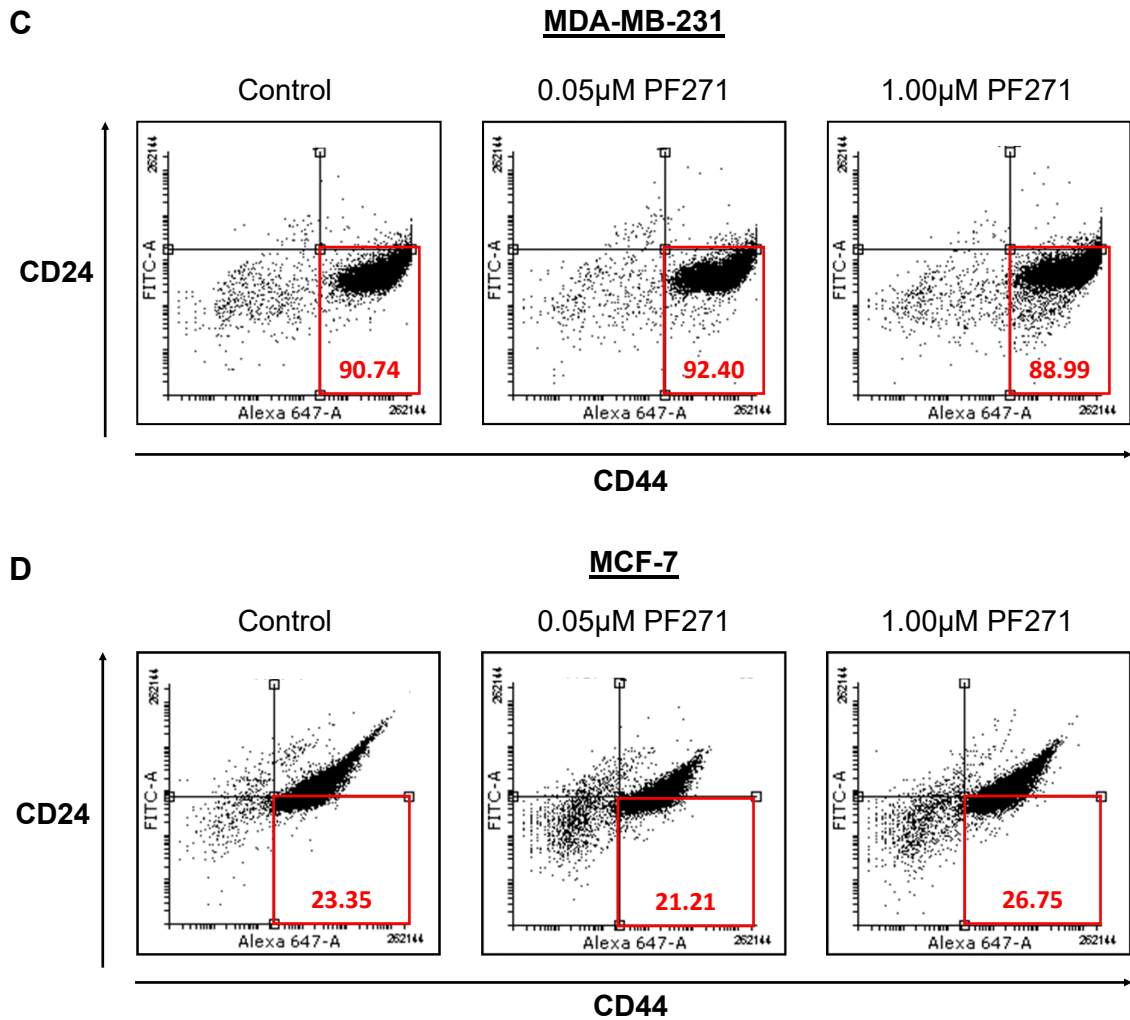 C
MDA-MB-231
Control
0.05µM PF271
1.00µM PF271
CD24
262144
FITC-A
90.74
Alexa 647-A
262144
262144
FITC-A
92.40
Alexa 647-A
262144
262144
FITC-A
88.99
Alexa 647-A
262144
CD44
D
MCF-7
Control
0.05µM PF271
1.00µM PF271
CD24
262144
FITC-A
23.35
Alexa 647-A
262144
262144
FITC-A
21.21
Alexa 647-A
262144
262144
FITC-A
26.75
Alexa 647-A
262144
CD44